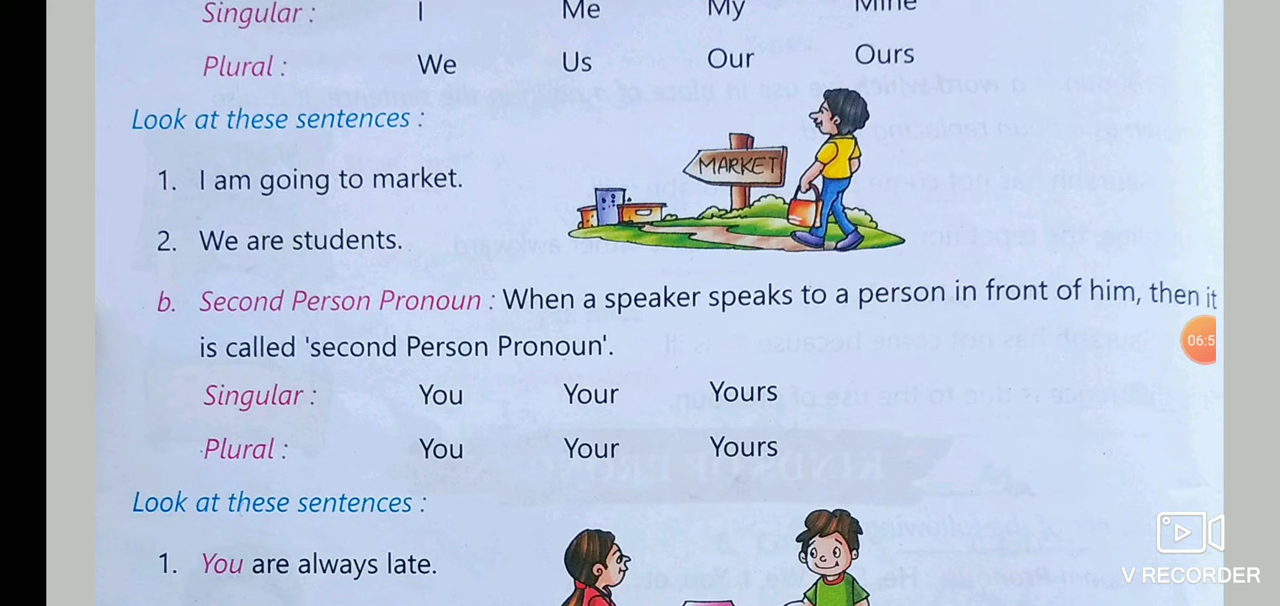 Singular : I Me My Mine
Plural : We Us Our Ours
Look at these sentences :
MARKET
1. I am going to market.
2. We are students.
b. Second Person Pronoun : When a speaker speaks to a person in front of him, then it
is called 'second Person Pronoun'.
06:5
Singular : You Your Yours
Plural : You Your Yours
Look at these sentences :
1. You are always late.
V RECORDER